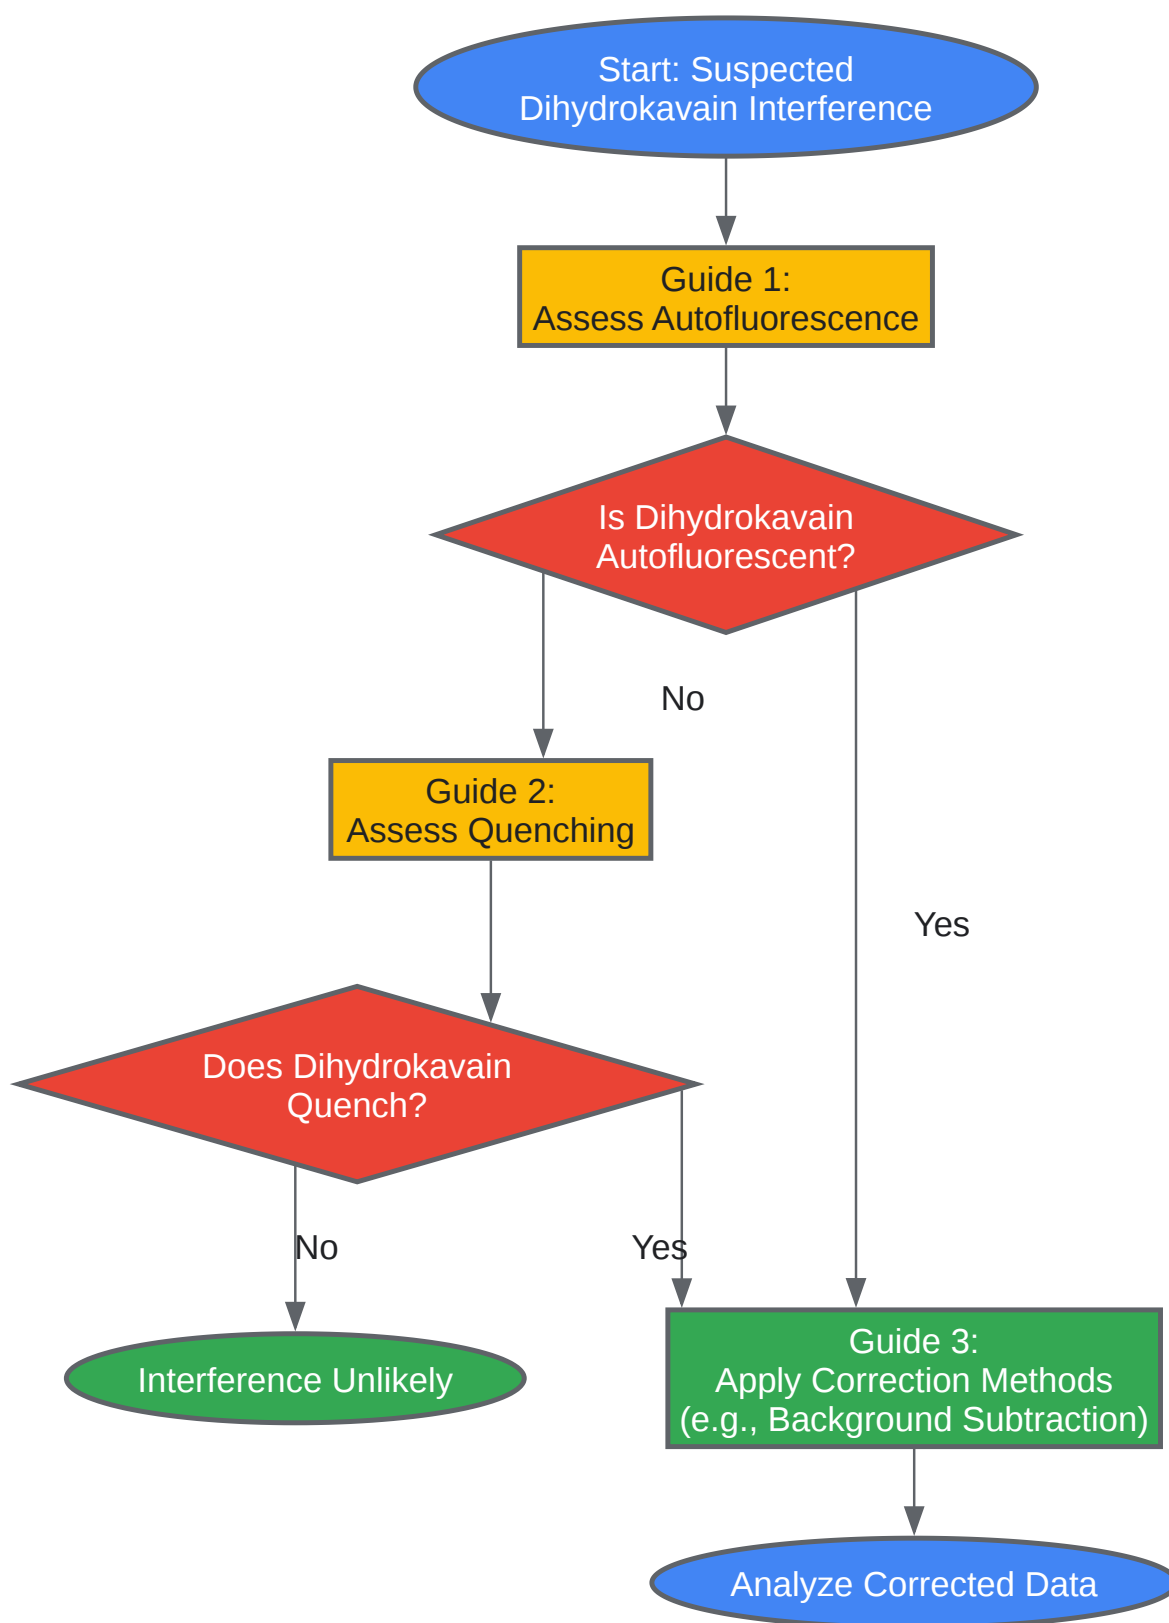 Start: Suspected
Dihydrokavain Interference
Guide 1:
Assess Autofluorescence
Is Dihydrokavain
Autofluorescent?
No
Guide 2:
Assess Quenching
Yes
Does Dihydrokavain
Quench?
No
Yes
Interference Unlikely
Guide 3:
Apply Correction Methods
(e.g., Background Subtraction)
Analyze Corrected Data